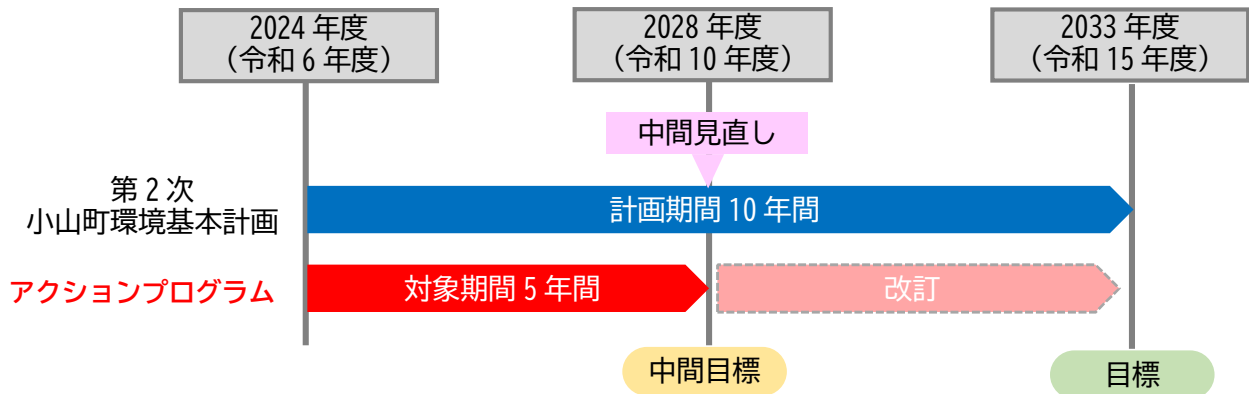 2024 年度
（令和 6 年度）
2028 年度
（令和 10 年度）
2033 年度
（令和 15 年度）
中間見直し
第 2 次
小山町環境基本計画
計画期間 10 年間
アクションプログラム
対象期間 5 年間
改訂
中間目標
目標